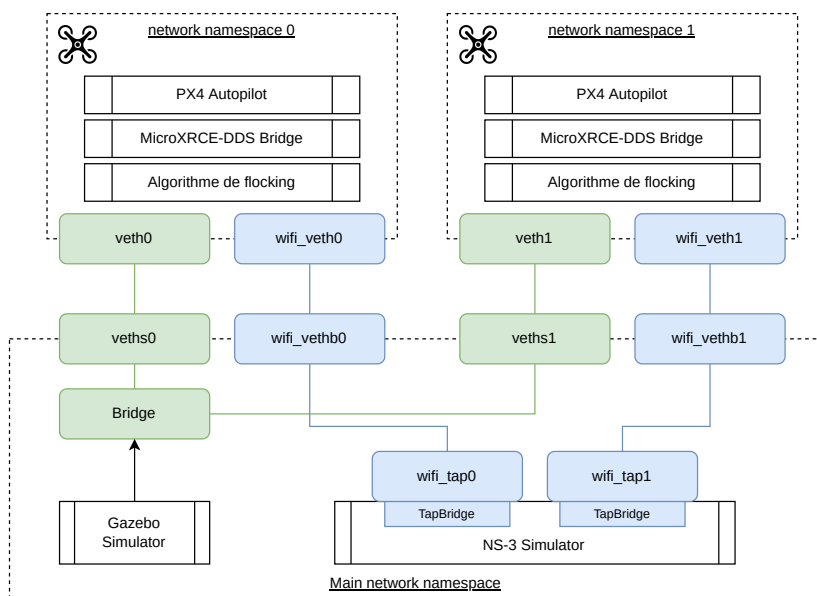 network namespace 0
network namespace 1
PX4 Autopilot
PX4 Autopilot
MicroXRCE-DDS Bridge
MicroXRCE-DDS Bridge
Algorithme de flocking
Algorithme de flocking
veth0
wifi_veth0
veth1
wifi_veth1
veths0
wifi_vethb0
veths1
wifi_vethb1
Bridge
wifi_tap0
wifi_tap1
TapBridge
TapBridge
Gazebo
Simulator
NS-3 Simulator
Main network namespace